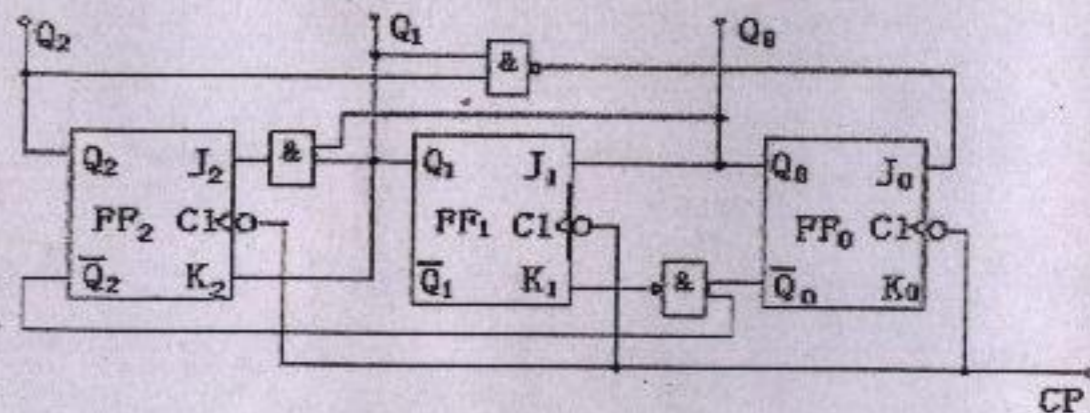 Q₂ Q₁ Q₀
&
&
Q₂ J₂ Q₁ J₁ Q₀ J₀
FF₂ C1 FF₁ C1 FF₀ C1
&
Q̅₂ K₂ Q̅₁ K₁ Q̅₀ K₀
CP